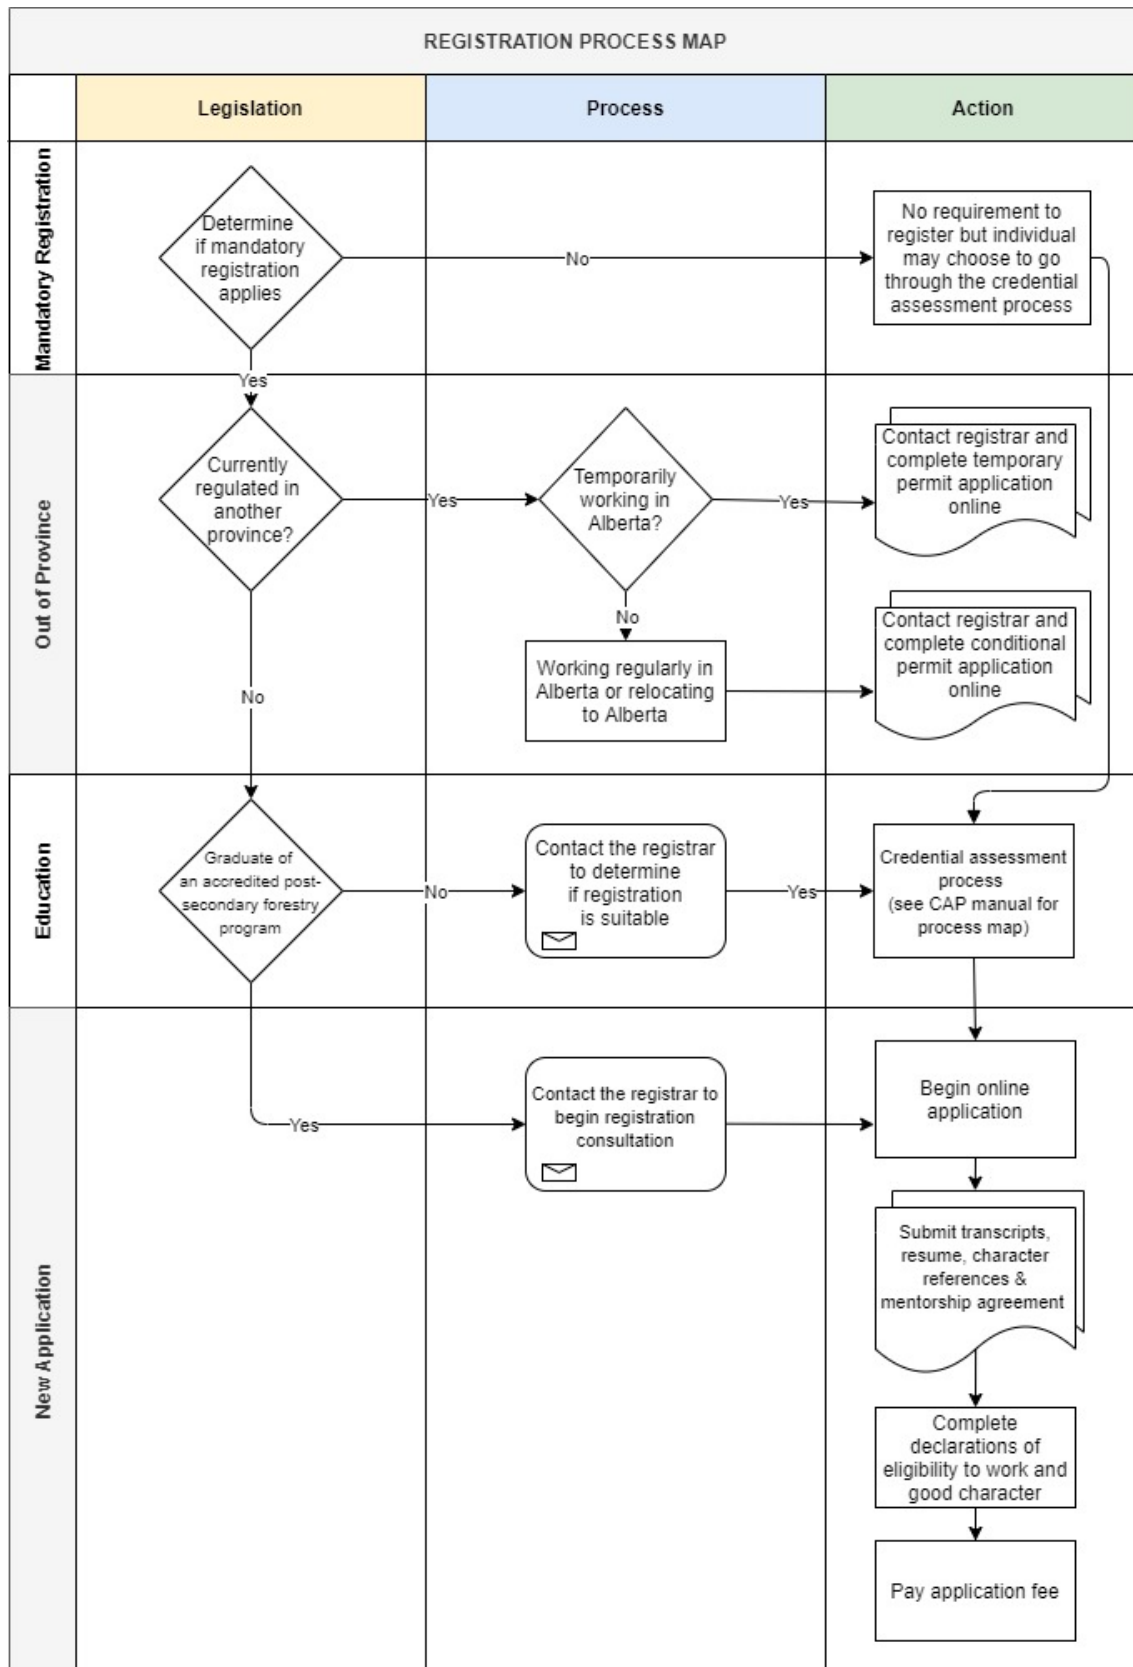 REGISTRATION PROCESS MAP
Legislation
Process
Action
Mandatory Registration
Determine
if mandatory
registration
applies
No
No requirement to
register but individual
may choose to go
through the credential
assessment process
Yes
Out of Province
Currently
regulated in
another
province?
Yes
Temporarily
working in
Alberta?
Yes
Contact registrar and
complete temporary
permit application
online
No
Working regularly in
Alberta or relocating
to Alberta
Contact registrar and
complete conditional
permit application
online
No
Education
Graduate of
an accredited post-
secondary forestry
program
No
Contact the registrar
to determine
if registration
is suitable
Yes
Credential assessment
process
(see CAP manual for
process map)
New Application
Yes
Contact the registrar to
begin registration
consultation
Begin online
application
Submit transcripts,
resume, character
references &
mentorship agreement
Complete
declarations of
eligibility to work and
good character
Pay application fee